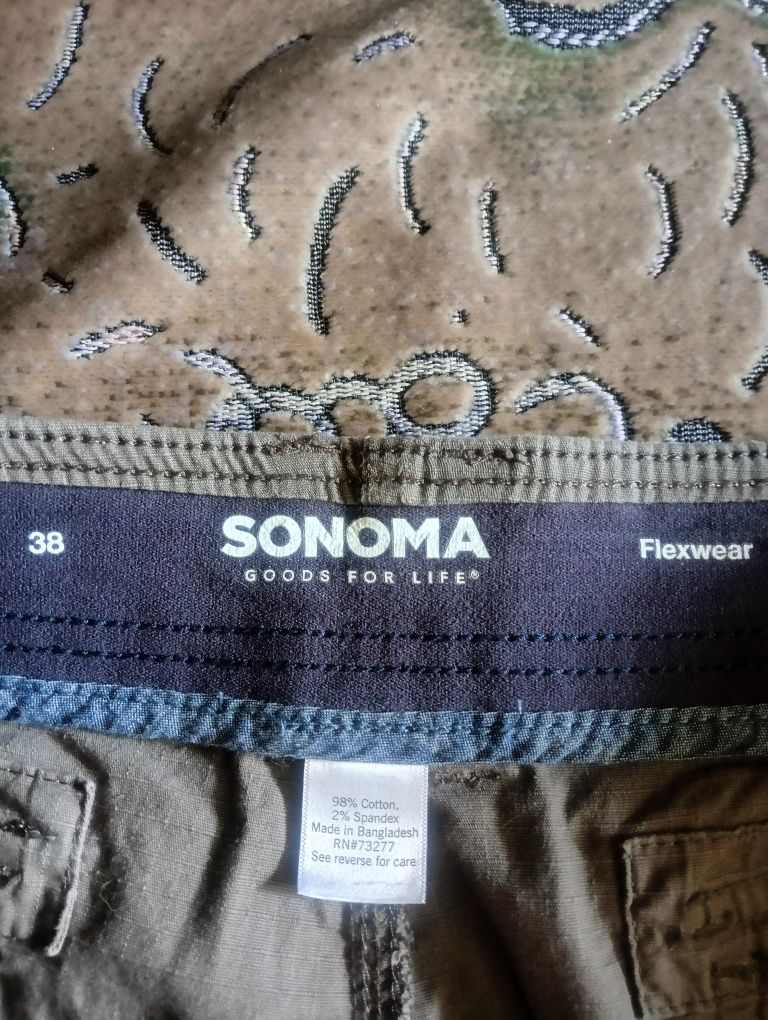 38
SONOMA
GOODS FOR LIFE®
Flexwear
98% Cotton,
2% Spandex
Made in Bangladesh
RN#73277
See reverse for care